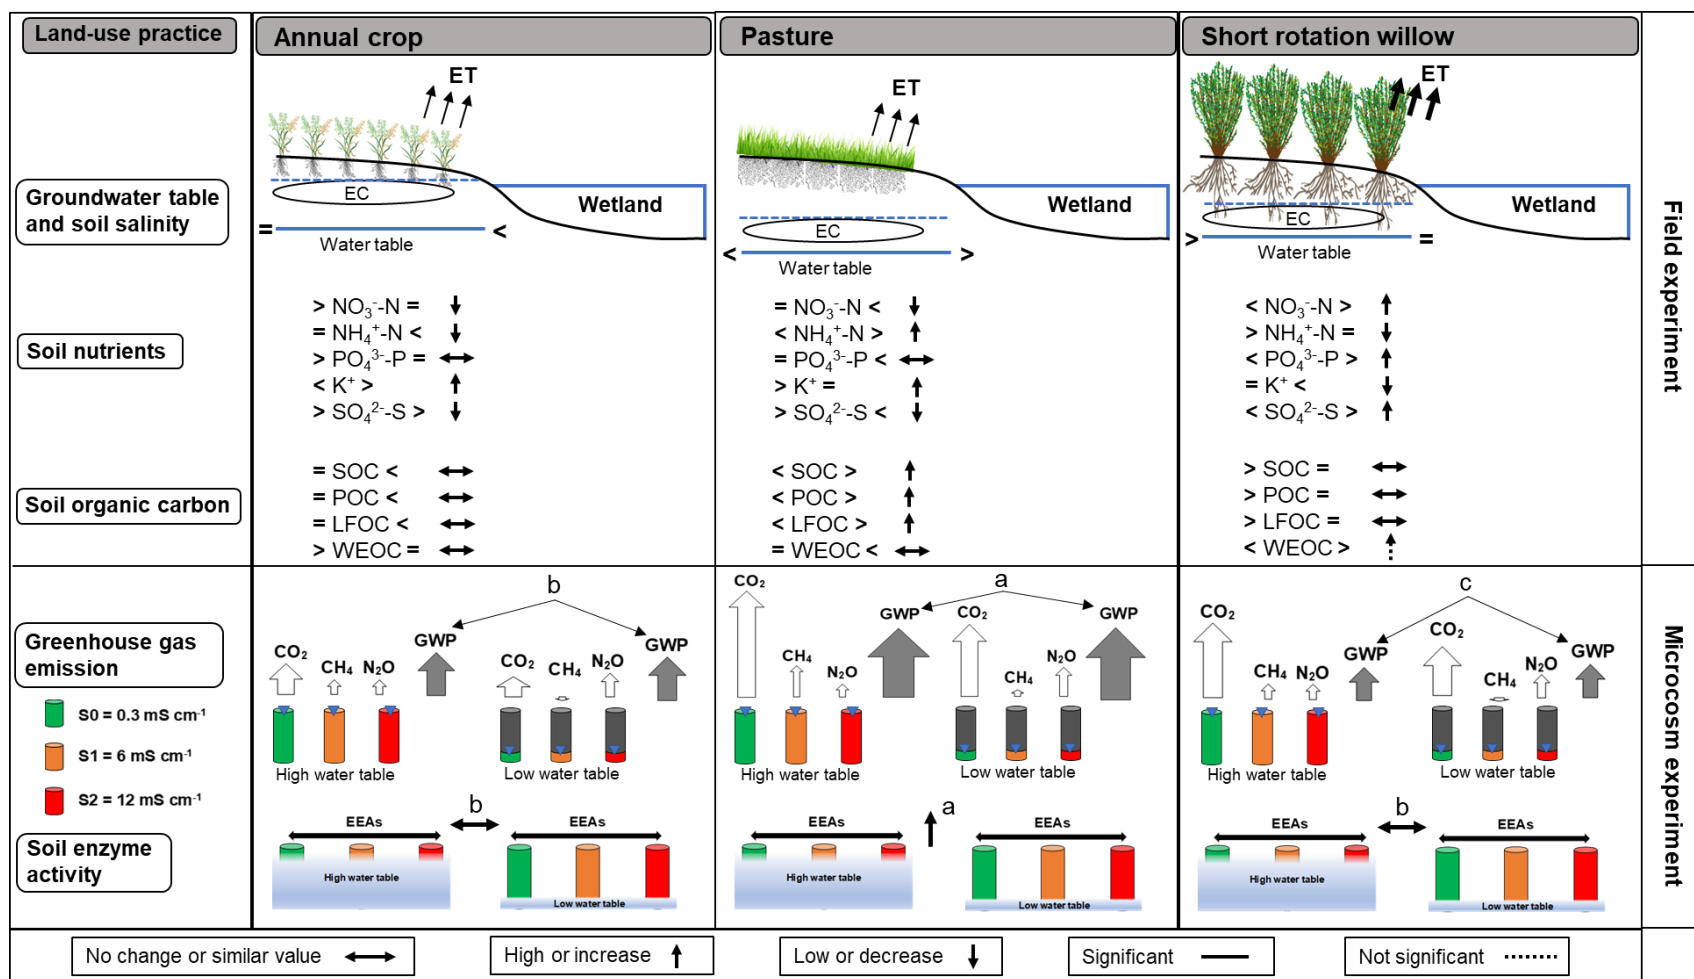 Land-use practice
Annual crop
Pasture
Short rotation willow
Field experiment
Microcosm experiment
Groundwater table
and soil salinity
ET
EC
Wetland
= Water table <
ET
EC
< Water table >
Wetland
ET
EC
> Water table =
Wetland
Soil nutrients
> NO₃⁻-N = ↓
= NH₄⁺-N < ↓
> PO₄³⁻-P = ↔
< K⁺ > ↑
> SO₄²⁻-S > ↓
= NO₃⁻-N < ↓
< NH₄⁺-N > ↑
= PO₄³⁻-P < ↔
> K⁺ = ↑
> SO₄²⁻-S < ↓
< NO₃⁻-N > ↑
> NH₄⁺-N = ↓
< PO₄³⁻-P > ↑
= K⁺ < ↓
< SO₄²⁻-S > ↑
Soil organic carbon
= SOC < ↔
= POC < ↔
= LFOC < ↔
> WEOC = ↔
< SOC > ↑
< POC > ↑
< LFOC > ↑
= WEOC < ↔
> SOC = ↔
> POC = ↔
> LFOC = ↔
< WEOC > ↑
Greenhouse gas
emission
S0 = 0.3 mS cm⁻¹
S1 = 6 mS cm⁻¹
S2 = 12 mS cm⁻¹
b
CO₂ CH₄ N₂O GWP
CO₂ CH₄ N₂O GWP
High water table
Low water table
a
CO₂ CH₄ N₂O GWP
CO₂ CH₄ N₂O GWP
High water table
Low water table
c
CO₂ CH₄ N₂O GWP
CO₂ CH₄ N₂O GWP
High water table
Low water table
Soil enzyme
activity
EEAs
b
EEAs
High water table
Low water table
EEAs
a
EEAs
High water table
Low water table
EEAs
b
EEAs
High water table
Low water table
No change or similar value ↔
High or increase ↑
Low or decrease ↓
Significant
Not significant